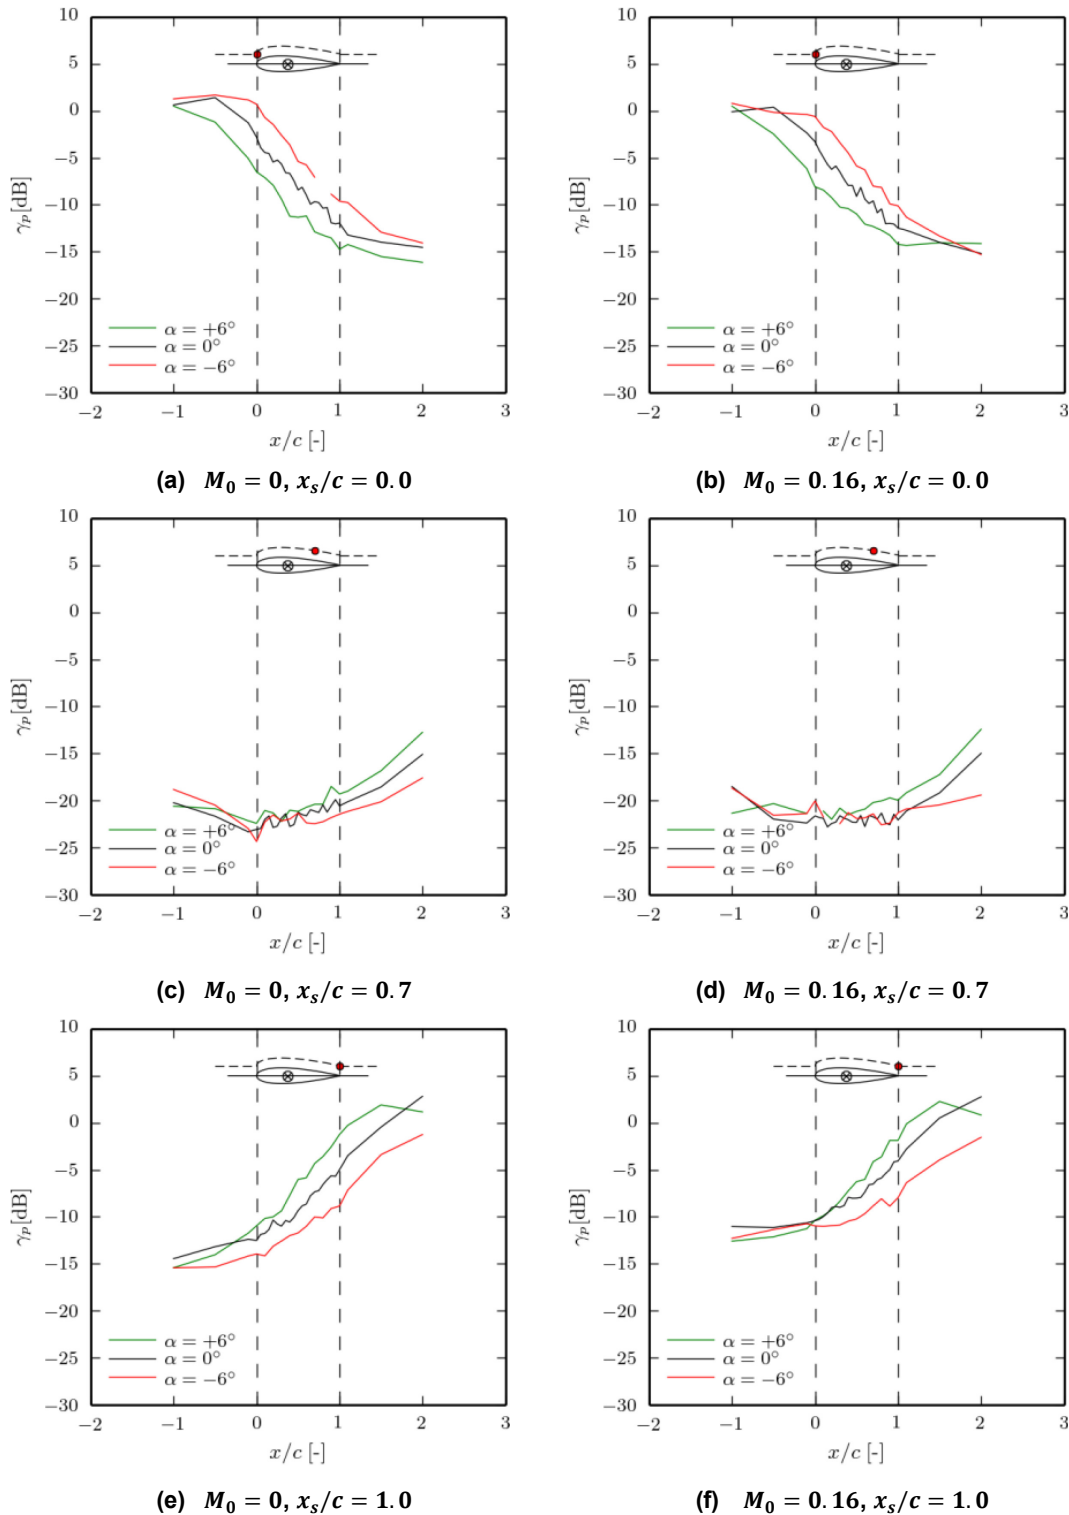 10
5
0
−5
−10
−15
−20
−25
−30
γp[dB]
α = +6°
α = 0°
α = −6°
−2 −1 0 1 2 3
x/c [-]
(a) M0 = 0, xs/c = 0.0
10
5
0
−5
−10
−15
−20
−25
−30
γp[dB]
α = +6°
α = 0°
α = −6°
−2 −1 0 1 2 3
x/c [-]
(b) M0 = 0.16, xs/c = 0.0
10
5
0
−5
−10
−15
−20
−25
−30
γp[dB]
α = +6°
α = 0°
α = −6°
−2 −1 0 1 2 3
x/c [-]
(c) M0 = 0, xs/c = 0.7
10
5
0
−5
−10
−15
−20
−25
−30
γp[dB]
α = +6°
α = 0°
α = −6°
−2 −1 0 1 2 3
x/c [-]
(d) M0 = 0.16, xs/c = 0.7
10
5
0
−5
−10
−15
−20
−25
−30
γp[dB]
α = +6°
α = 0°
α = −6°
−2 −1 0 1 2 3
x/c [-]
(e) M0 = 0, xs/c = 1.0
10
5
0
−5
−10
−15
−20
−25
−30
γp[dB]
α = +6°
α = 0°
α = −6°
−2 −1 0 1 2 3
x/c [-]
(f) M0 = 0.16, xs/c = 1.0